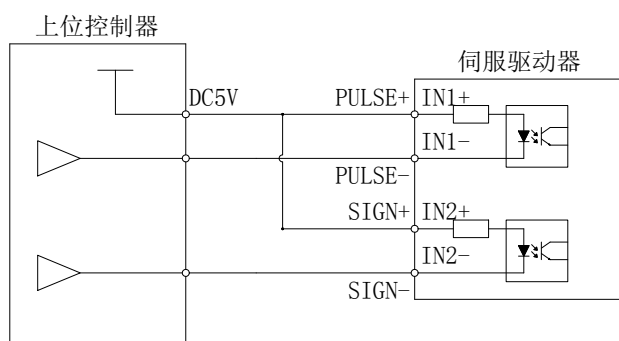 上位控制器
伺服驱动器
DC5V
PULSE+
IN1+
IN1-
PULSE-
SIGN+
IN2+
IN2-
SIGN-